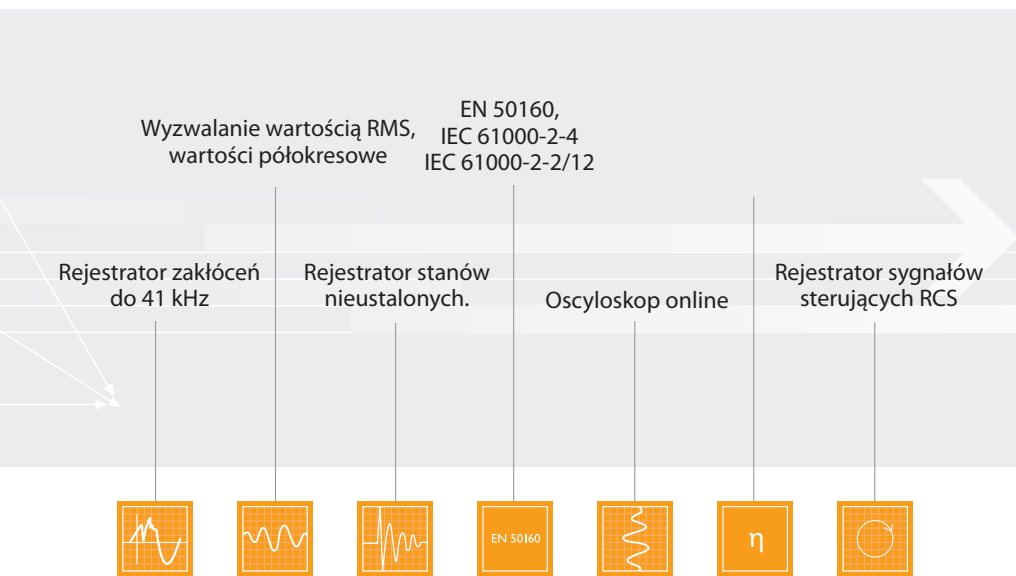 Wyzwalanie wartością RMS,
wartości półokresowe
EN 50160,
IEC 61000-2-4
IEC 61000-2-2/12
Rejestrator zakłóceń
do 41 kHz
Rejestrator stanów
nieustalonych.
Oscyloskop online
Rejestrator sygnałów
sterujących RCS
EN 50160
η